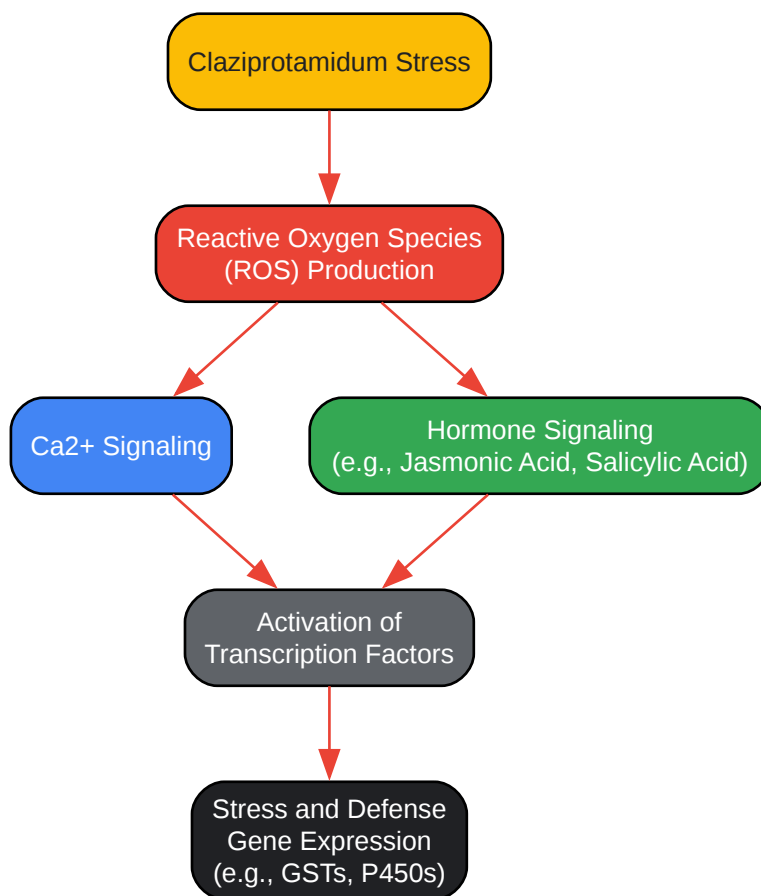 Claziprotamidum Stress
Reactive Oxygen Species
(ROS) Production
Ca2+ Signaling
Hormone Signaling
(e.g., Jasmonic Acid, Salicylic Acid)
Activation of
Transcription Factors
Stress and Defense
Gene Expression
(e.g., GSTs, P450s)